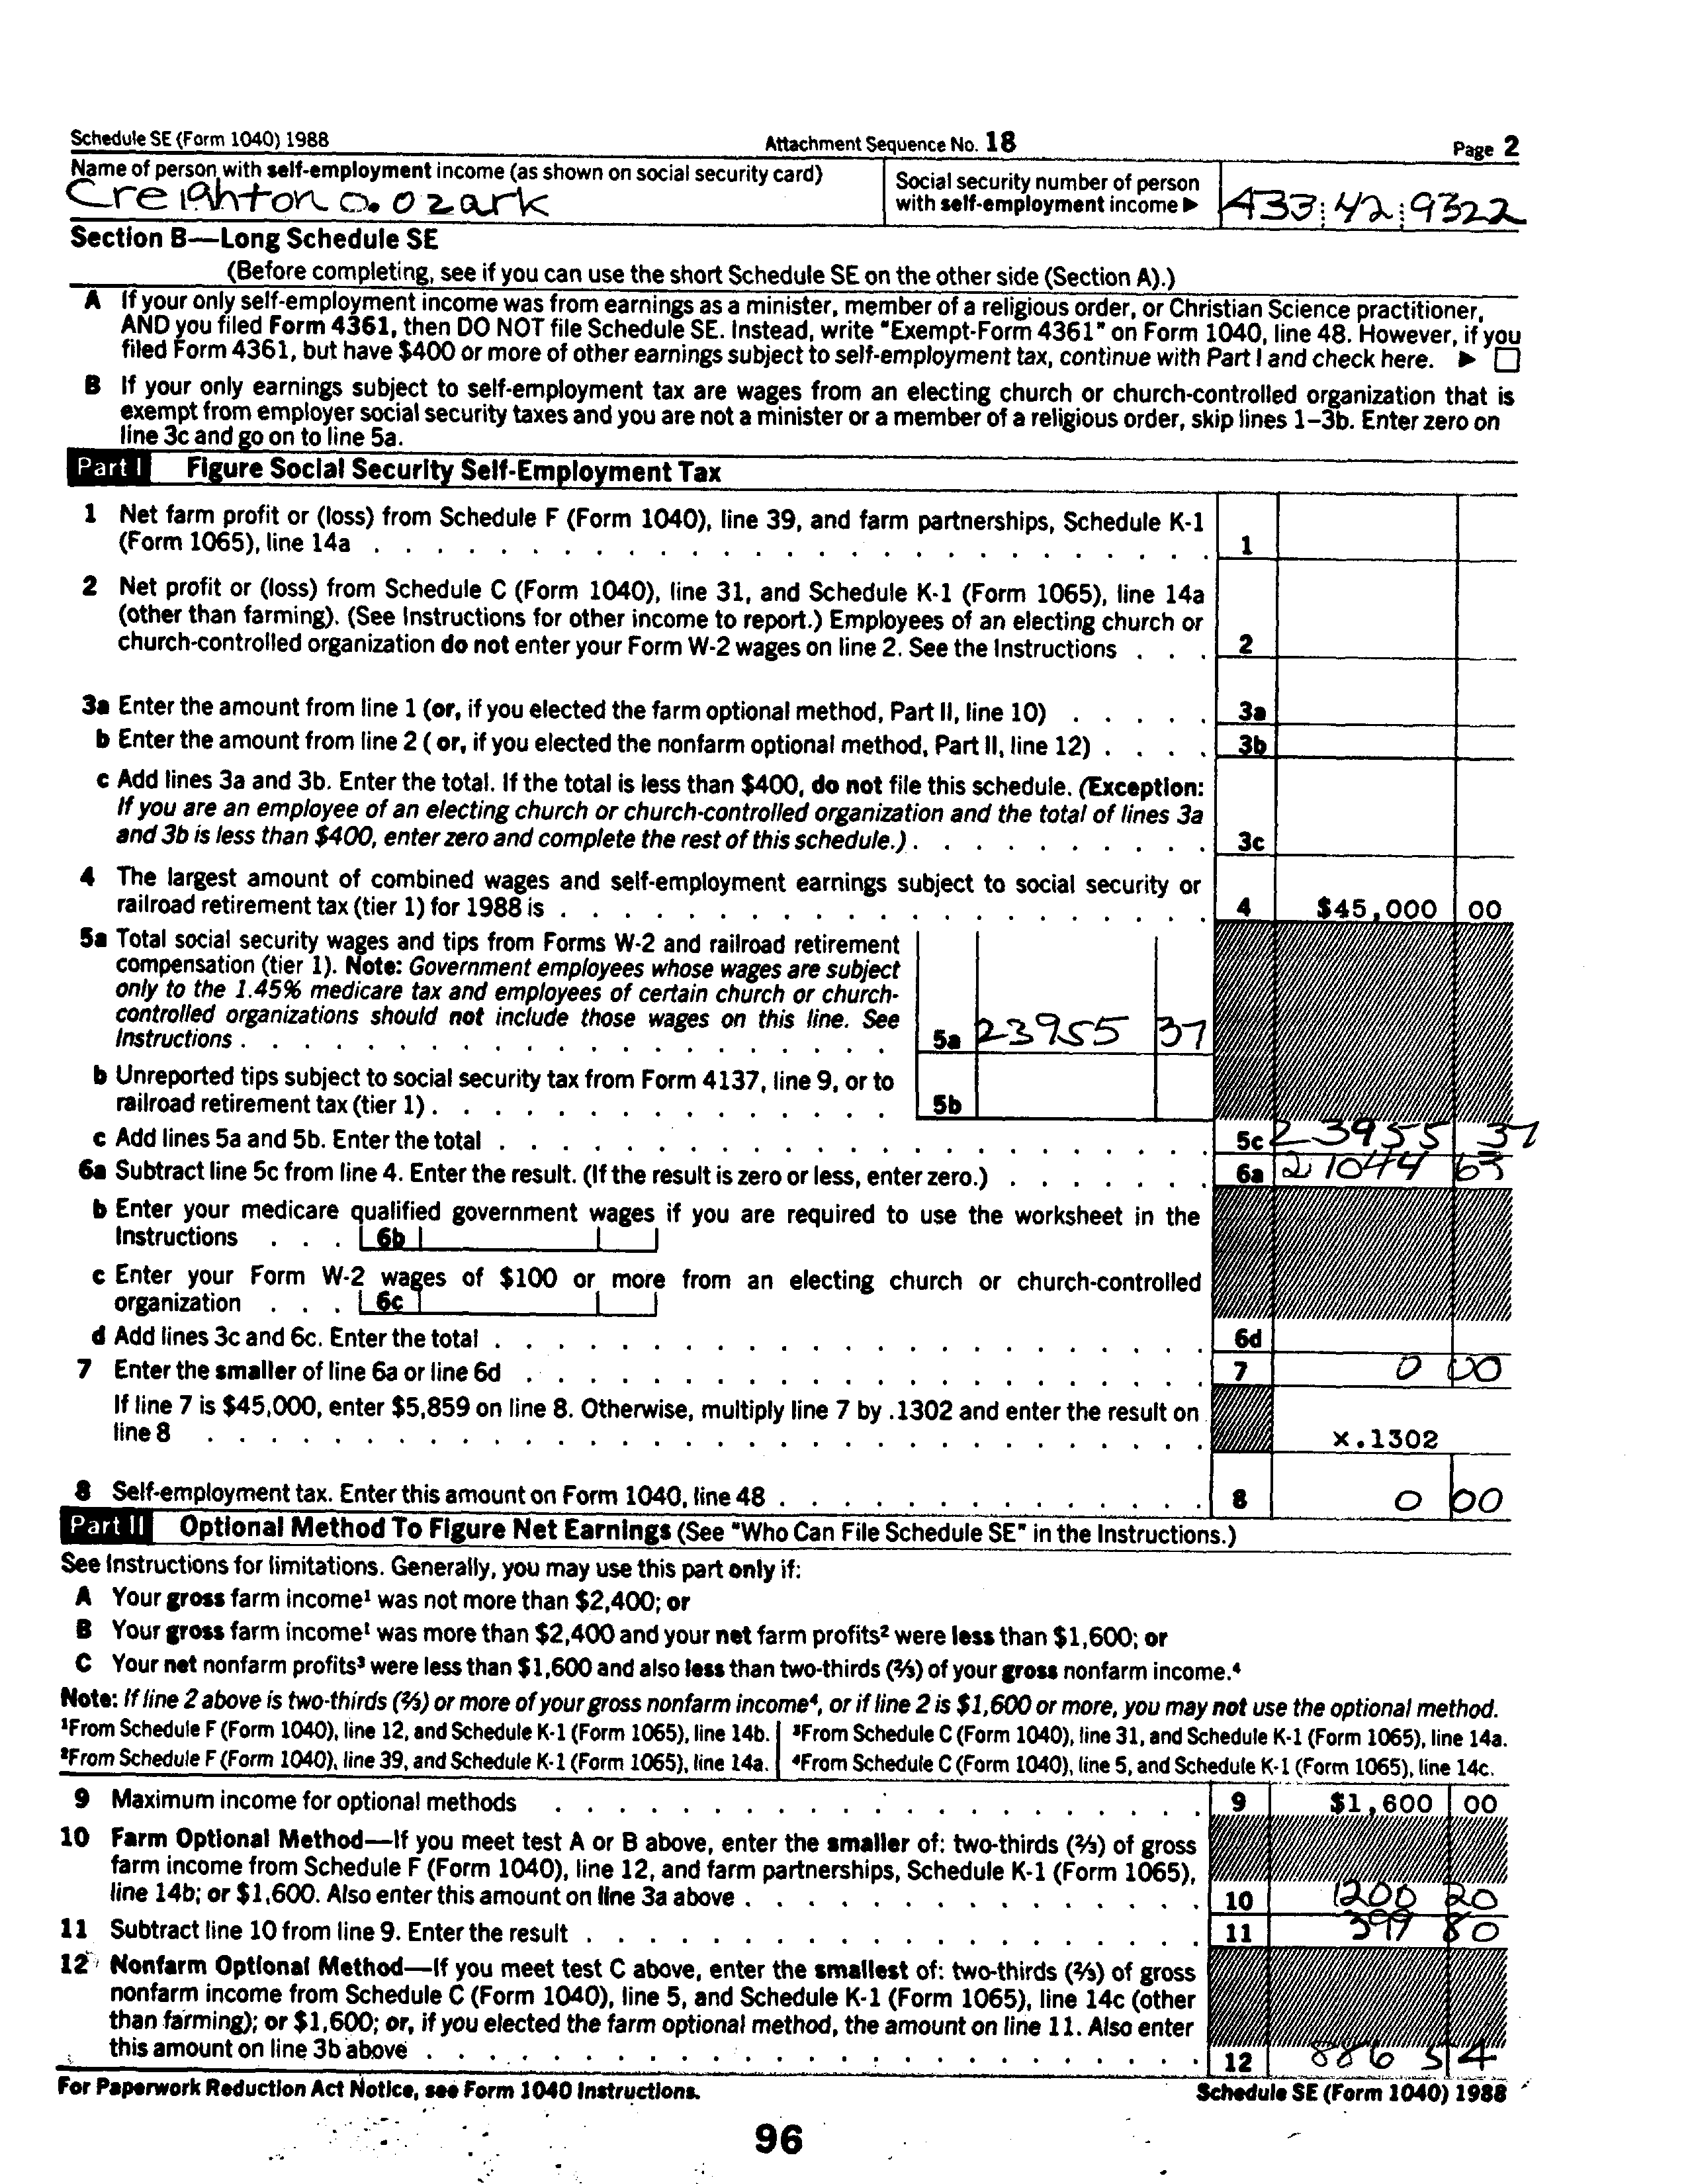 Schedule SE (Form 1040) 1988 Attachment Sequence No. 18 Page 2
Name of person with self-employment income (as shown on social security card)
Creighton O. Ozark
Social security number of person
with self-employment income ▶ 433:42:9322
Section B—Long Schedule SE
(Before completing, see if you can use the short Schedule SE on the other side (Section A).)
A If your only self-employment income was from earnings as a minister, member of a religious order, or Christian Science practitioner,
AND you filed Form 4361, then DO NOT file Schedule SE. Instead, write "Exempt-Form 4361" on Form 1040, line 48. However, if you
filed Form 4361, but have $400 or more of other earnings subject to self-employment tax, continue with Part I and check here. ▶ □
B If your only earnings subject to self-employment tax are wages from an electing church or church-controlled organization that is
exempt from employer social security taxes and you are not a minister or a member of a religious order, skip lines 1–3b. Enter zero on
line 3c and go on to line 5a.
Part I Figure Social Security Self-Employment Tax
1 Net farm profit or (loss) from Schedule F (Form 1040), line 39, and farm partnerships, Schedule K-1
(Form 1065), line 14a . . . 1
2 Net profit or (loss) from Schedule C (Form 1040), line 31, and Schedule K-1 (Form 1065), line 14a
(other than farming). (See Instructions for other income to report.) Employees of an electing church or
church-controlled organization do not enter your Form W-2 wages on line 2. See the Instructions . . . 2
3a Enter the amount from line 1 (or, if you elected the farm optional method, Part II, line 10) . . . . . 3a
b Enter the amount from line 2 ( or, if you elected the nonfarm optional method, Part II, line 12) . . . . 3b
c Add lines 3a and 3b. Enter the total. If the total is less than $400, do not file this schedule. (Exception:
If you are an employee of an electing church or church-controlled organization and the total of lines 3a
and 3b is less than $400, enter zero and complete the rest of this schedule.) . . . 3c
4 The largest amount of combined wages and self-employment earnings subject to social security or
railroad retirement tax (tier 1) for 1988 is . . . 4 $45,000 00
5a Total social security wages and tips from Forms W-2 and railroad retirement
compensation (tier 1). Note: Government employees whose wages are subject
only to the 1.45% medicare tax and employees of certain church or church-
controlled organizations should not include those wages on this line. See
Instructions . . . 5a 23955 37
b Unreported tips subject to social security tax from Form 4137, line 9, or to
railroad retirement tax (tier 1) . . . 5b
c Add lines 5a and 5b. Enter the total . . . 5c 23955 37
6a Subtract line 5c from line 4. Enter the result. (If the result is zero or less, enter zero.) . . . 6a 21044 63
b Enter your medicare qualified government wages if you are required to use the worksheet in the
Instructions . . . 6b
c Enter your Form W-2 wages of $100 or more from an electing church or church-controlled
organization . . . 6c
d Add lines 3c and 6c. Enter the total . . . 6d
7 Enter the smaller of line 6a or line 6d . . . 7 0 00
If line 7 is $45,000, enter $5,859 on line 8. Otherwise, multiply line 7 by .1302 and enter the result on
line 8 . . . x.1302
8 Self-employment tax. Enter this amount on Form 1040, line 48 . . . 8 0 00
Part II Optional Method To Figure Net Earnings (See "Who Can File Schedule SE" in the Instructions.)
See Instructions for limitations. Generally, you may use this part only if:
A Your gross farm income¹ was not more than $2,400; or
B Your gross farm income¹ was more than $2,400 and your net farm profits² were less than $1,600; or
C Your net nonfarm profits³ were less than $1,600 and also less than two-thirds (⅔) of your gross nonfarm income.⁴
Note: If line 2 above is two-thirds (⅔) or more of your gross nonfarm income⁴, or if line 2 is $1,600 or more, you may not use the optional method.
¹From Schedule F (Form 1040), line 12, and Schedule K-1 (Form 1065), line 14b. ³From Schedule C (Form 1040), line 31, and Schedule K-1 (Form 1065), line 14a.
²From Schedule F (Form 1040), line 39, and Schedule K-1 (Form 1065), line 14a. ⁴From Schedule C (Form 1040), line 5, and Schedule K-1 (Form 1065), line 14c.
9 Maximum income for optional methods . . . 9 $1,600 00
10 Farm Optional Method—If you meet test A or B above, enter the smaller of: two-thirds (⅔) of gross
farm income from Schedule F (Form 1040), line 12, and farm partnerships, Schedule K-1 (Form 1065),
line 14b; or $1,600. Also enter this amount on line 3a above . . . 10 1200 20
11 Subtract line 10 from line 9. Enter the result . . . 11 399 80
12 Nonfarm Optional Method—If you meet test C above, enter the smallest of: two-thirds (⅔) of gross
nonfarm income from Schedule C (Form 1040), line 5, and Schedule K-1 (Form 1065), line 14c (other
than farming); or $1,600; or, if you elected the farm optional method, the amount on line 11. Also enter
this amount on line 3b above . . . 12 886 54
For Paperwork Reduction Act Notice, see Form 1040 Instructions. Schedule SE (Form 1040) 1988
96